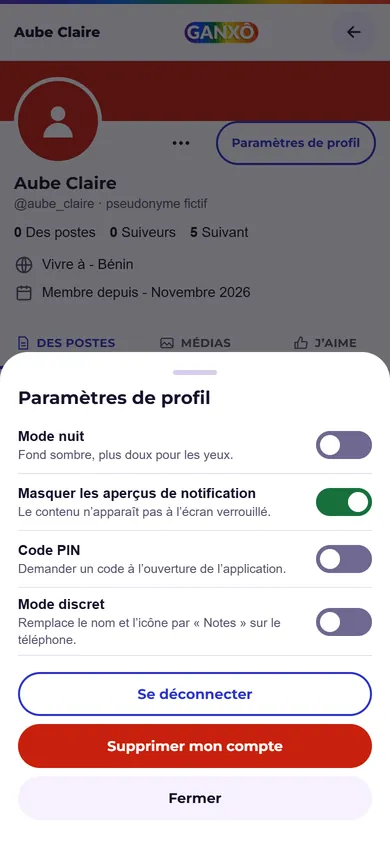 Aube Claire
GANXÔ
Paramètres de profil
Aube Claire
@aube_claire · pseudonyme fictif
0 Des postes 0 Suiveurs 5 Suivant
Vivre à - Bénin
Membre depuis - Novembre 2026
DES POSTES
MÉDIAS
J’AIME
Paramètres de profil
Mode nuit
Fond sombre, plus doux pour les yeux.
Masquer les aperçus de notification
Le contenu n’apparaît pas à l’écran verrouillé.
Code PIN
Demander un code à l’ouverture de l’application.
Mode discret
Remplace le nom et l’icône par « Notes » sur le
téléphone.
Se déconnecter
Supprimer mon compte
Fermer